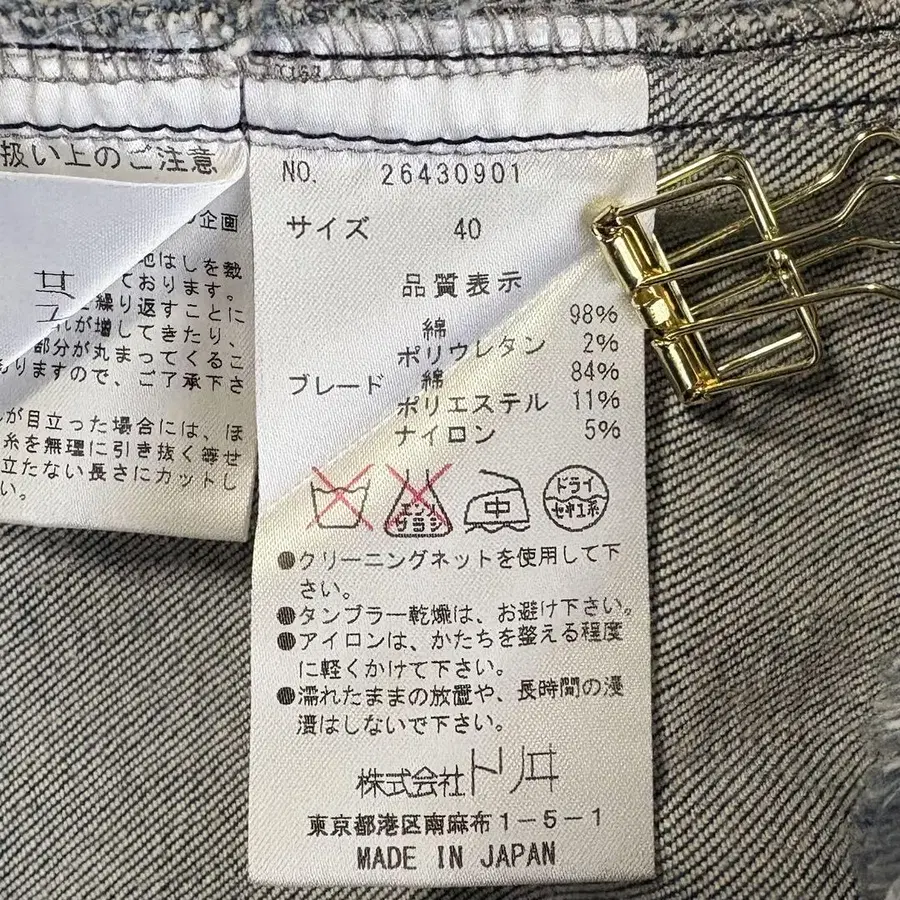 扱い上のご注意
の企画
地はしを裁
ております。
を繰り返すことに
れが増してきたり、
部分が丸まってくるこ
ありますので、ご了承下さ
が目立った場合には、ほ
糸を無理に引き抜く等せ
立たない長さにカットし
い。
NO. 26430901
サイズ 40
品質表示
綿 98%
ポリウレタン 2%
ブレード 綿 84%
ポリエステル 11%
ナイロン 5%
エンソ
サラシ
中
ドライ
セキユ系
●クリーニングネットを使用して下
さい。
●タンブラー乾燥は、お避け下さい。
●アイロンは、かたちを整える程度
に軽くかけて下さい。
●濡れたままの放置や、長時間の浸
漬はしないで下さい。
株式会社トリヰ
東京都港区南麻布1-5-1
MADE IN JAPAN